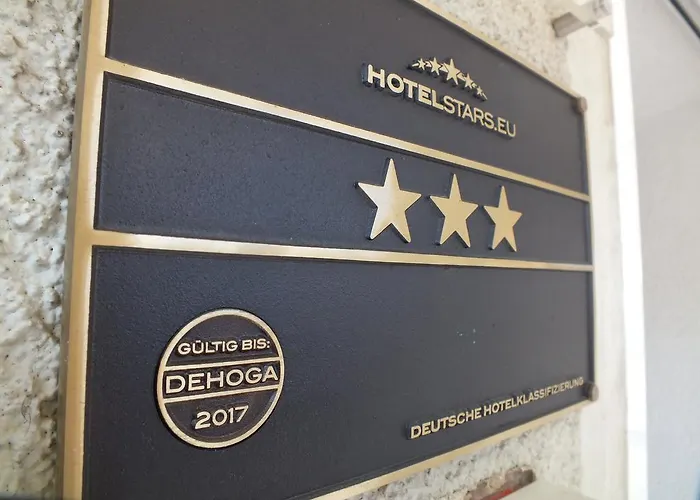 HOTELSTARS.EU
GÜLTIG BIS:
DEHOGA
2017
DEUTSCHE HOTELKLASSIFIZIERUNG